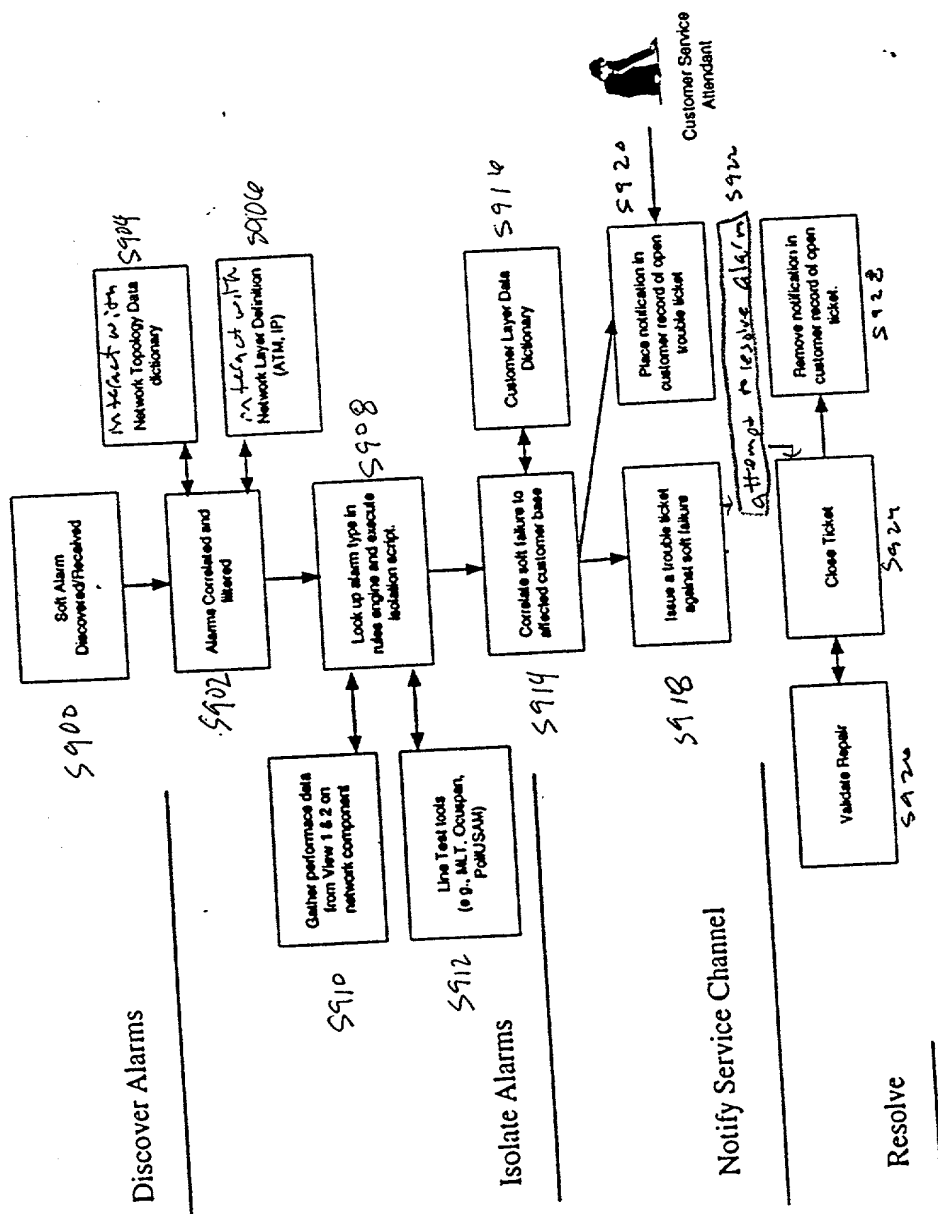 Discover Alarms
S900
Soft Alarm
Discovered/Received
S902
Alarms Correlated and
filtered
interact with
Network Topology Data
dictionary
S904
interact with
Network Layer Definition
(ATM, IP)
S906
Isolate Alarms
S910
Gather performace data
from View 1 & 2 on
network component
S912
Line Test tools
(e g., MLT, Ocuspan,
Poll/USAM)
Look up alarm type in
rules engine and execute
isolation script.
S908
Notify Service Channel
S914
Correlate soft failure to
affected customer base
Customer Layer Data
Dictionary
S916
S918
Issue a trouble ticket
against soft failure
Place notification in
customer record of open
trouble ticket
S920
Customer Service
Attendant
attempt to resolve alarm
S922
Resolve
Validate Repair
S926
Close Ticket
S924
Remove notification in
customer record of open
ticket.
S928